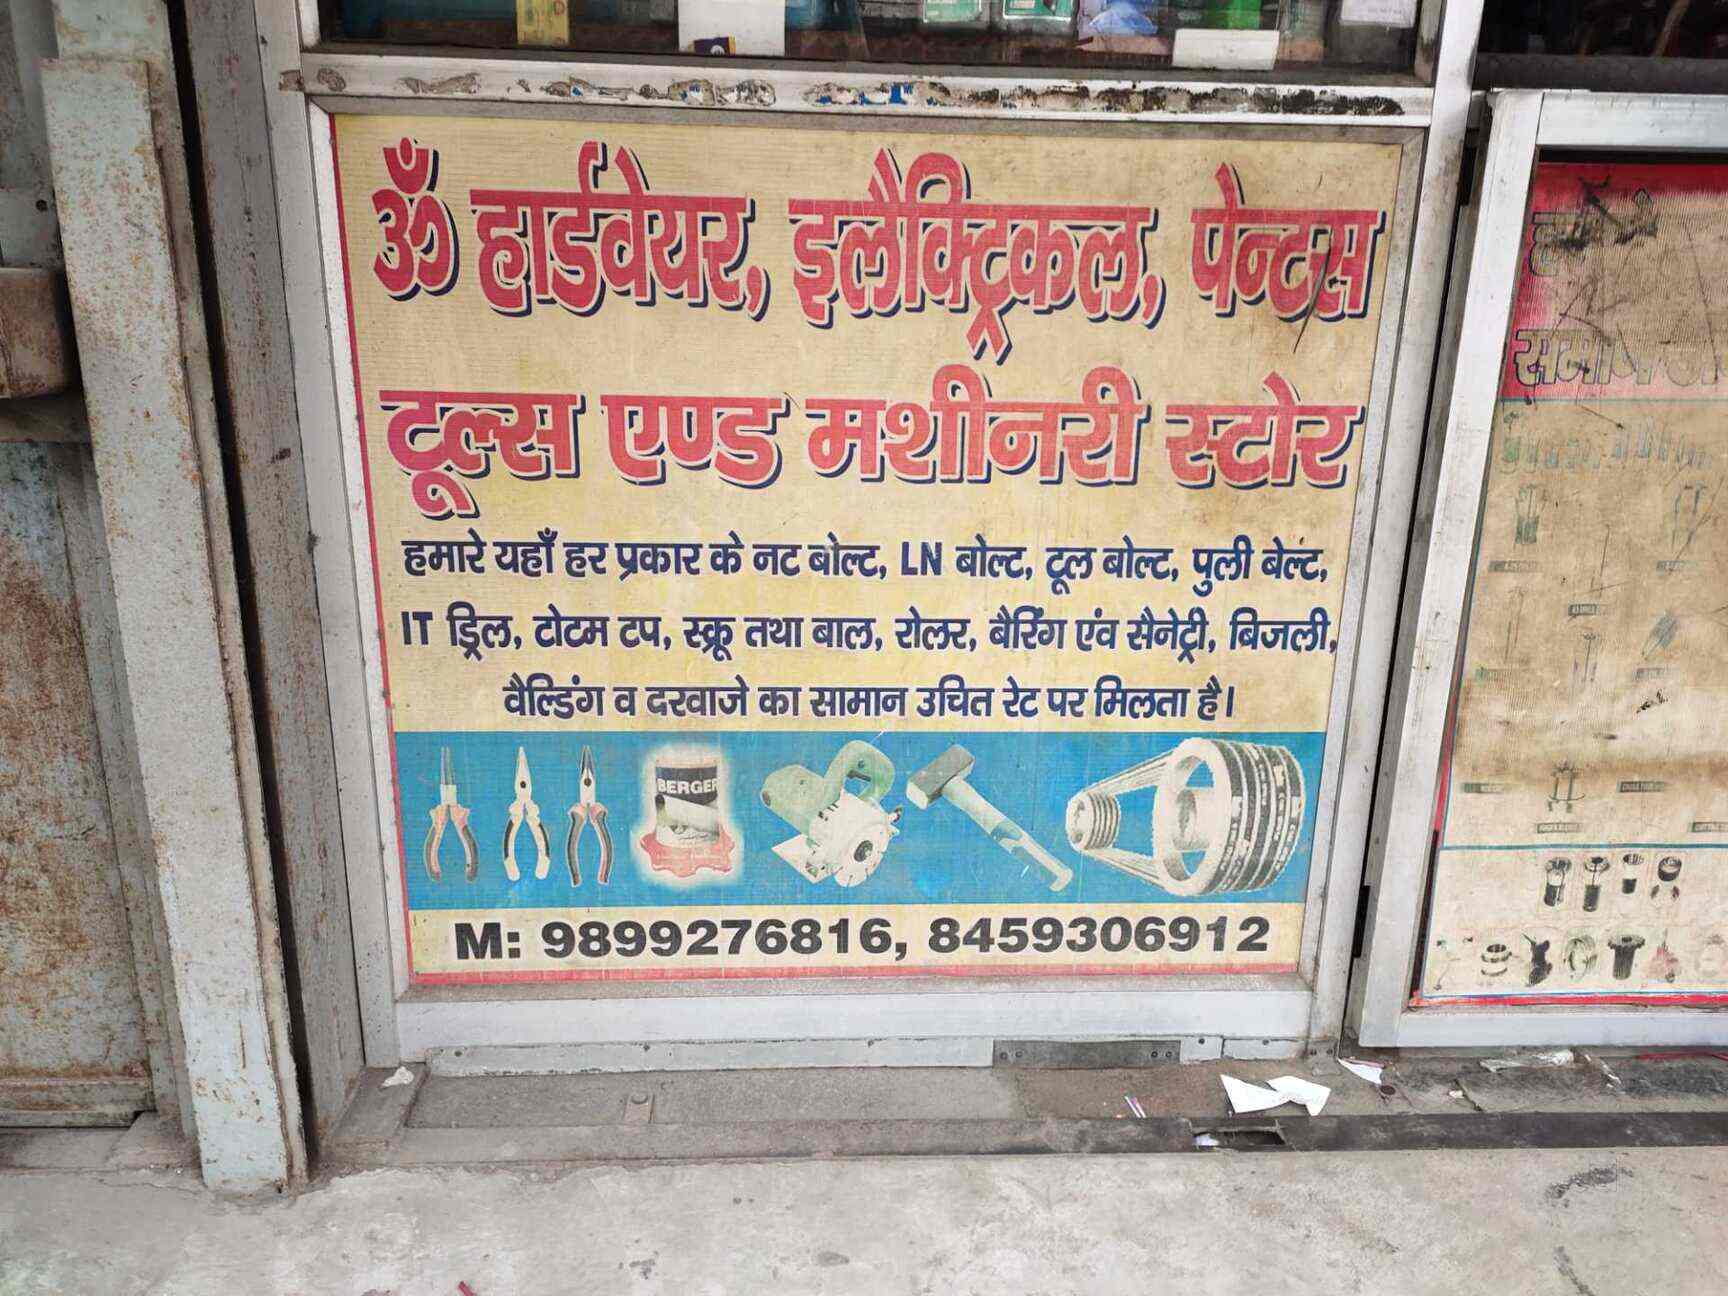 ॐ हार्डवेयर, इलैक्ट्रिकल, पेन्टस
टूल्स एण्ड मशीनरी स्टोर
हमारे यहाँ हर प्रकार के नट बोल्ट, LN बोल्ट, टूल बोल्ट, पुली बेल्ट,
IT ड्रिल, टोटम टप, स्क्रू तथा बाल, रोलर, बैरिंग एंव सैनेट्री, बिजली,
वैल्डिंग व दरवाजे का सामान उचित रेट पर मिलता है।
BERGER
M: 9899276816, 8459306912